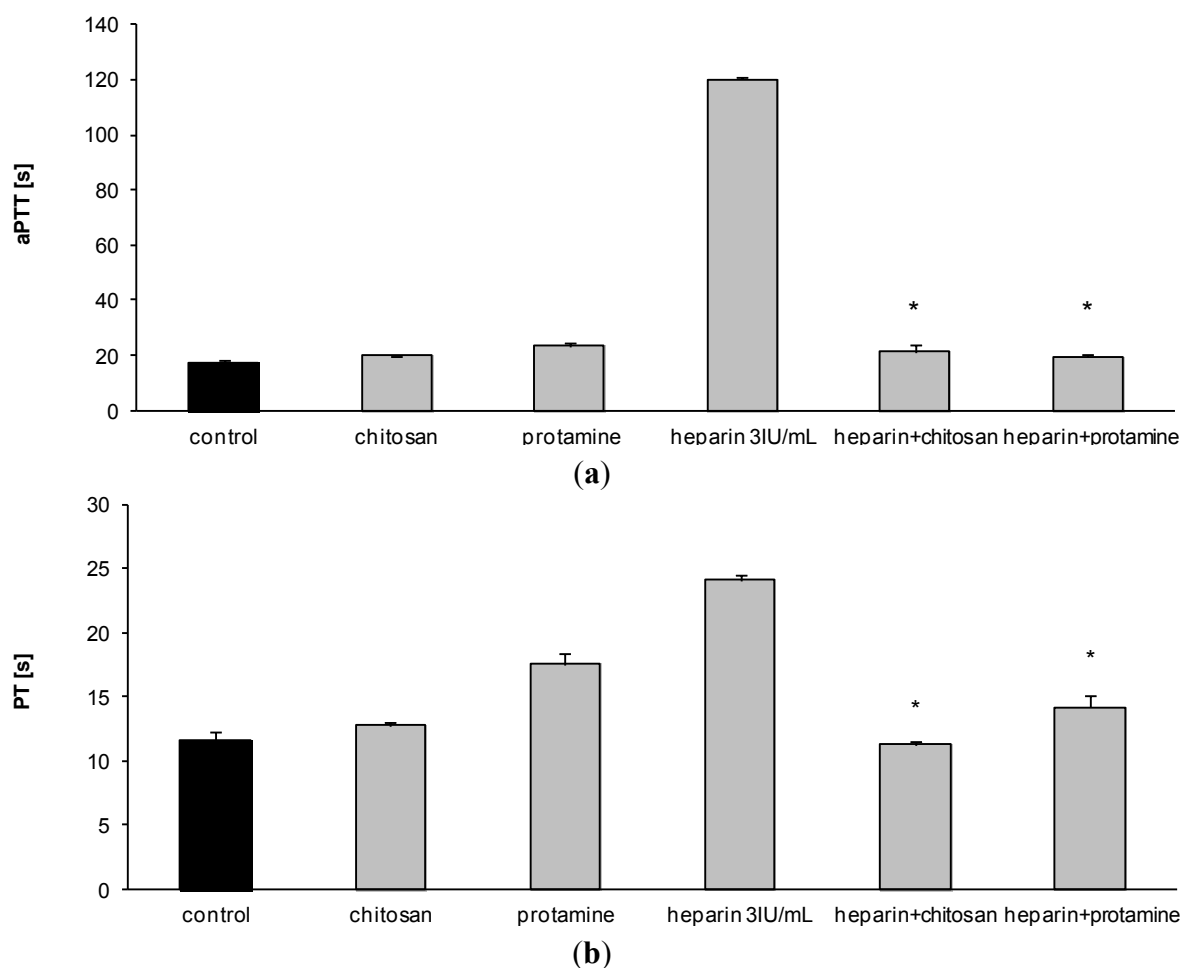 140
120
100
80
60
40
20
0
aPTT [s]
* *
control chitosan protamine heparin 3IU/mL heparin+chitosan heparin+protamine
(a)
30
25
20
15
10
5
0
PT [s]
* *
control chitosan protamine heparin 3IU/mL heparin+chitosan heparin+protamine
(b)